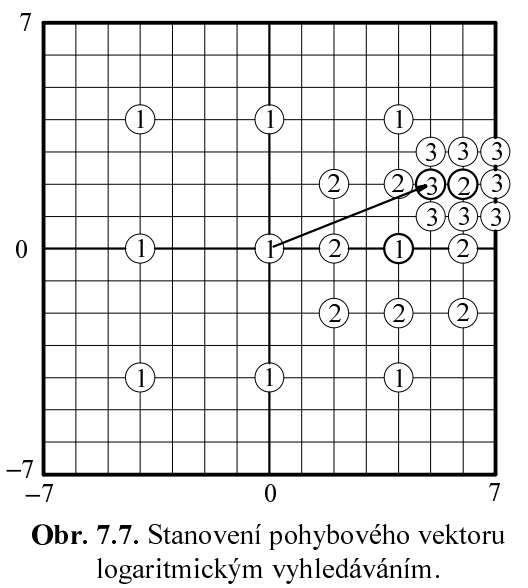 7
1 1 1
3 3 3
2 2 3 2 3
3 3 3
0 1 1 2 1 2
2 2 2
1 1 1
−7
−7 0 7
Obr. 7.7. Stanovení pohybového vektoru
logaritmickým vyhledáváním.